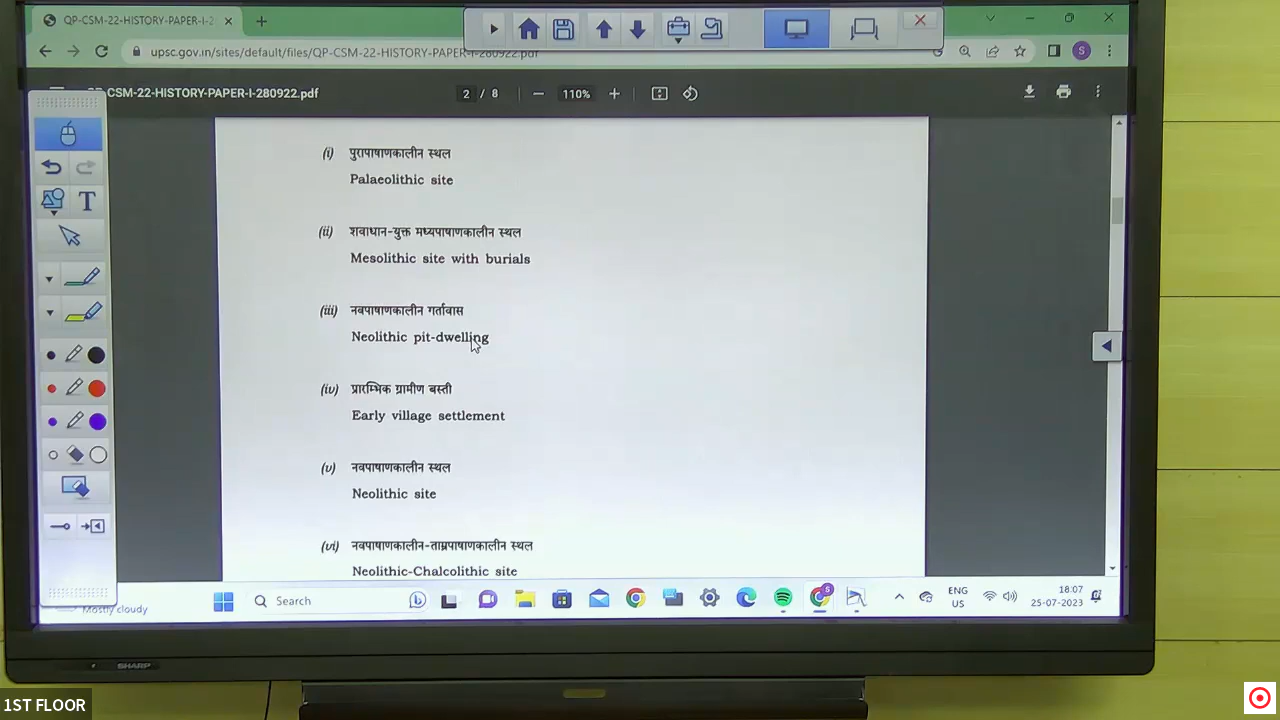 QP-CSM-22-HISTORY-PAPER-I-2
upsc.gov.in/sites/default/files/QP-CSM-22-HISTORY-PAPER-I-280922.pdf
S
CSM-22-HISTORY-PAPER-I-280922.pdf
2 / 8
110%
(i) पुरापाषाणकालीन स्थल
Palaeolithic site
(ii) शवाधान-युक्त मध्यपाषाणकालीन स्थल
Mesolithic site with burials
(iii) नवपाषाणकालीन गर्तावास
Neolithic pit-dwelling
(iv) प्रारम्भिक ग्रामीण बस्ती
Early village settlement
(v) नवपाषाणकालीन स्थल
Neolithic site
(vi) नवपाषाणकालीन-ताम्रपाषाणकालीन स्थल
Neolithic-Chalcolithic site
T
Mostly cloudy
Search
ENG
US
18:07
25-07-2023
SHARP
1ST FLOOR